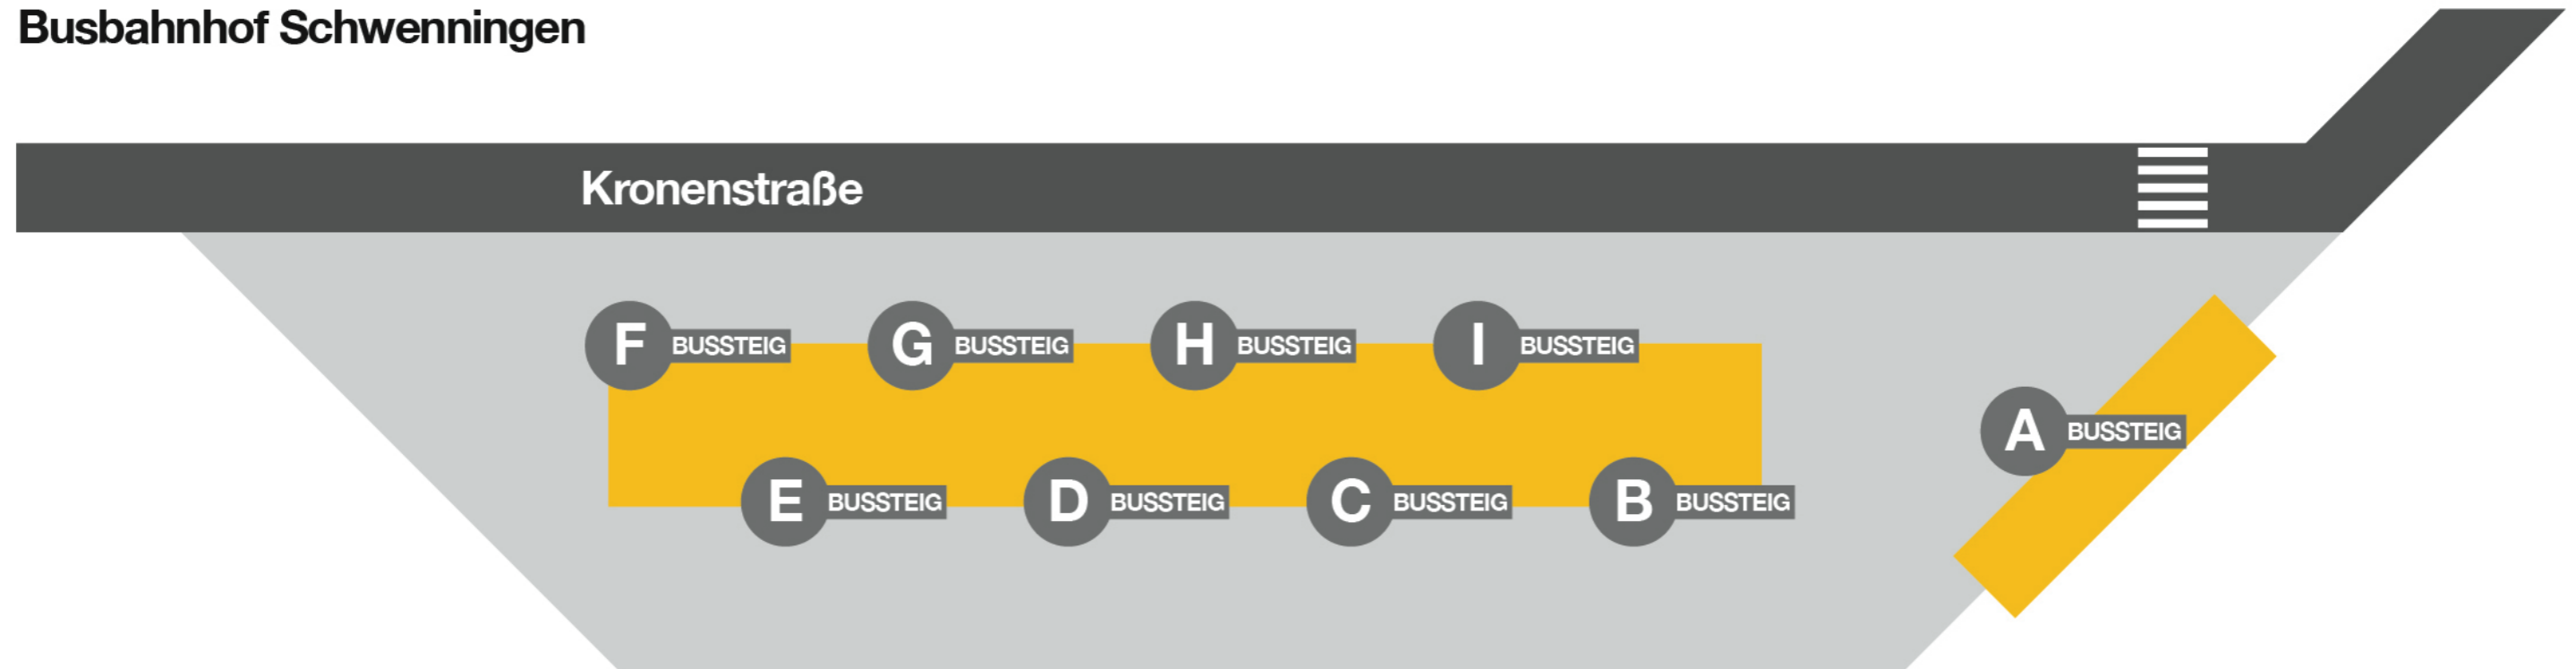 Busbahnhof Schwenningen
Kronenstraße
F BUSSTEIG
G BUSSTEIG
H BUSSTEIG
I BUSSTEIG
A BUSSTEIG
E BUSSTEIG
D BUSSTEIG
C BUSSTEIG
B BUSSTEIG